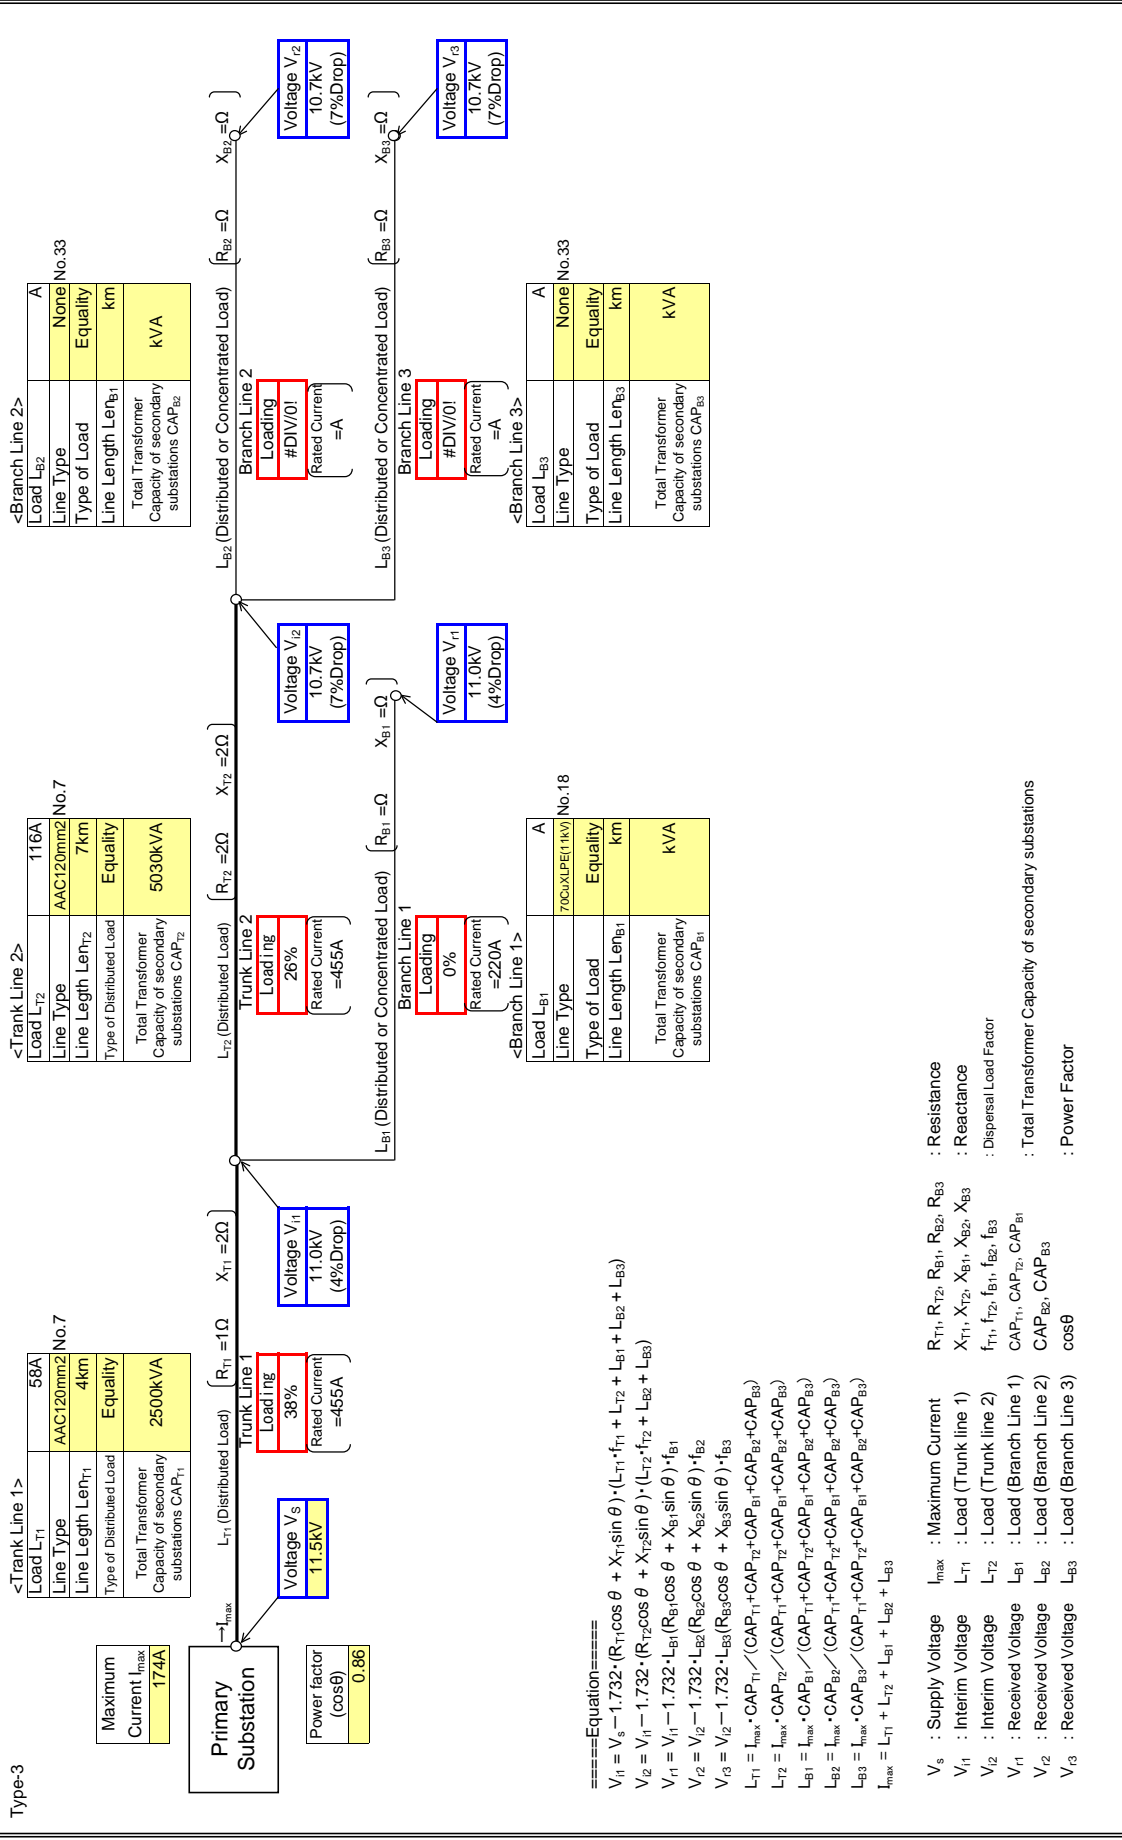 Type-3
Maximum
Current Imax
174A
Power factor
(cosθ)
0.86
Primary
Substation
→Imax
Voltage Vs
11.5kV
<Trank Line 1>
Load LT1 58A
Line Type AAC120mm2 No.7
Line Legth LenT1 4km
Type of Distributed Load Equality
Total Transformer
Capacity of secondary
substations CAPT1
2500kVA
LT1 (Distributed Load)
RT1 =1Ω XT1 =2Ω
Trunk Line 1
Loading
38%
Rated Current
=455A
Voltage Vi1
11.0kV
(4%Drop)
<Trank Line 2>
Load LT2 116A
Line Type AAC120mm2 No.7
Line Legth LenT2 7km
Type of Distributed Load Equality
Total Transformer
Capacity of secondary
substations CAPT2
5030kVA
LT2 (Distributed Load)
RT2 =2Ω XT2 =2Ω
Trunk Line 2
Loading
26%
Rated Current
=455A
Voltage Vi2
10.7kV
(7%Drop)
LB1 (Distributed or Concentrated Load)
RB1 =Ω XB1 =Ω
Branch Line 1
Loading
0%
Rated Current
=220A
Voltage Vr1
11.0kV
(4%Drop)
<Branch Line 1>
Load LB1 A
Line Type 70CuXLPE(11kV) No.18
Type of Load Equality
Line Length LenB1 km
Total Transformer
Capacity of secondary
substations CAPB1
kVA
<Branch Line 2>
Load LB2 A
Line Type None No.33
Type of Load Equality
Line Length LenB1 km
Total Transformer
Capacity of secondary
substations CAPB2
kVA
LB2 (Distributed or Concentrated Load)
RB2 =Ω XB2 =Ω
Branch Line 2
Loading
#DIV/0!
Rated Current
=A
Voltage Vr2
10.7kV
(7%Drop)
LB3 (Distributed or Concentrated Load)
RB3 =Ω XB3 =Ω
Branch Line 3
Loading
#DIV/0!
Rated Current
=A
Voltage Vr3
10.7kV
(7%Drop)
<Branch Line 3>
Load LB3 A
Line Type None No.33
Type of Load Equality
Line Length LenB3 km
Total Transformer
Capacity of secondary
substations CAPB3
kVA
=====Equation=====
Vi1 = Vs−1.732･(RT1cos θ + XT1sin θ)･(LT1･fT1 + LT2 + LB1 + LB2 + LB3)
Vi2 = Vi1−1.732･(RT2cos θ + XT2sin θ)･(LT2･fT2 + LB2 + LB3)
Vr1 = Vi1−1.732･LB1(RB1cos θ + XB1sin θ)･fB1
Vr2 = Vi2−1.732･LB2(RB2cos θ + XB2sin θ)･fB2
Vr3 = Vi2−1.732･LB3(RB3cos θ + XB3sin θ)･fB3
LT1 = Imax･CAPT1／(CAPT1+CAPT2+CAPB1+CAPB2+CAPB3)
LT2 = Imax･CAPT2／(CAPT1+CAPT2+CAPB1+CAPB2+CAPB3)
LB1 = Imax･CAPB1／(CAPT1+CAPT2+CAPB1+CAPB2+CAPB3)
LB2 = Imax･CAPB2／(CAPT1+CAPT2+CAPB1+CAPB2+CAPB3)
LB3 = Imax･CAPB3／(CAPT1+CAPT2+CAPB1+CAPB2+CAPB3)
Imax = LT1 + LT2 + LB1 + LB2 + LB3
Vs : Supply Voltage Imax : Maximum Current RT1, RT2, RB1, RB2, RB3 : Resistance
Vi1 : Interim Voltage LT1 : Load (Trunk line 1) XT1, XT2, XB1, XB2, XB3 : Reactance
Vi2 : Interim Voltage LT2 : Load (Trunk line 2) fT1, fT2, fB1, fB2, fB3 : Dispersal Load Factor
Vr1 : Received Voltage LB1 : Load (Branch Line 1) CAPT1, CAPT2, CAPB1 : Total Transformer Capacity of secondary substations
Vr2 : Received Voltage LB2 : Load (Branch Line 2) CAPB2, CAPB3
Vr3 : Received Voltage LB3 : Load (Branch Line 3) cosθ : Power Factor